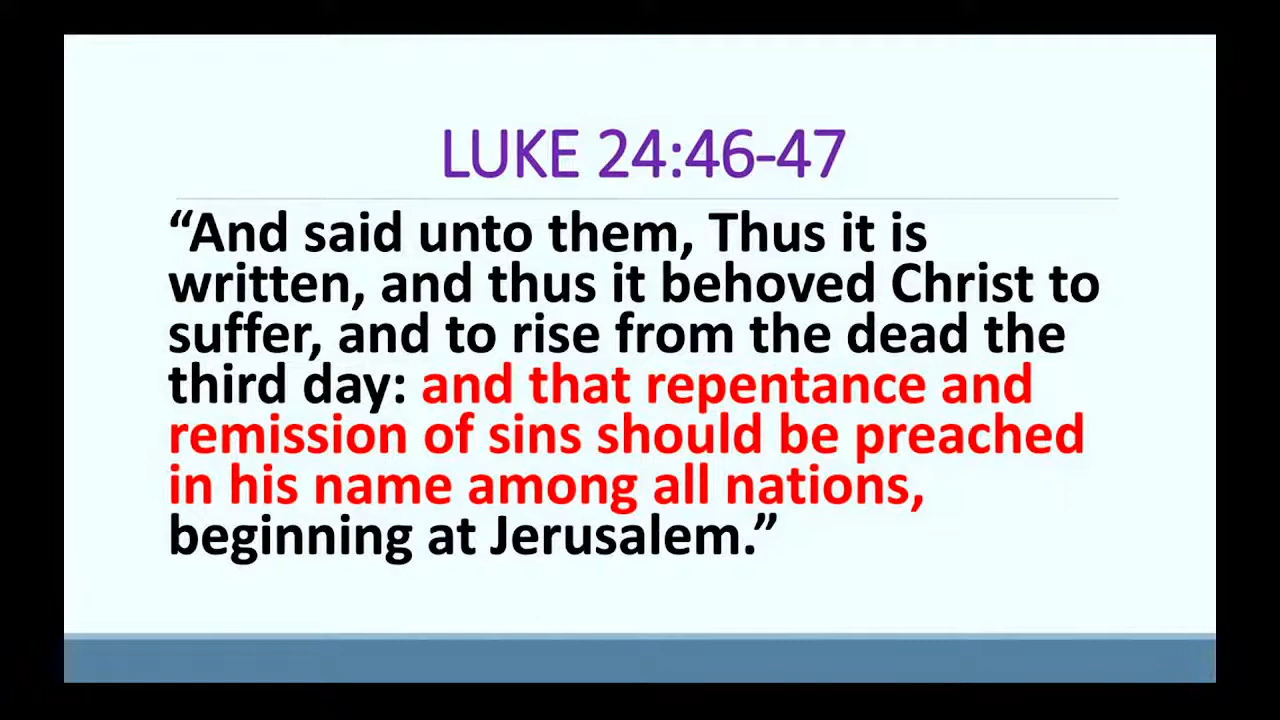 LUKE 24:46-47
“And said unto them, Thus it is
written, and thus it behoved Christ to
suffer, and to rise from the dead the
third day: and that repentance and
remission of sins should be preached
in his name among all nations,
beginning at Jerusalem.”